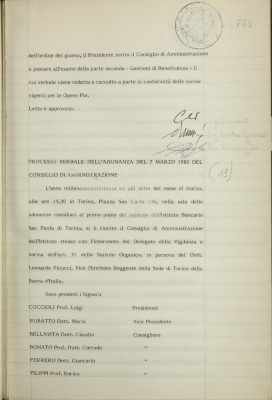 759
dell'ordine del giorno, il Presidente invita il Consiglio di Amministrazione
a passare all'esame della parte seconda - Gestioni di Beneficenza - il
cui verbale viene redatto e raccolto a parte in conformità delle norme
vigenti per le Opere Pie.
Letto e approvato.
(13)
PROCESSO VERBALE DELL'ADUNANZA DEL 7 MARZO 1980 DEL
CONSIGLIO DI AMMINISTRAZIONE
L'anno millenovecentottanta addì sette del mese di marzo,
alle ore 15,30 in Torino, Piazza San Carlo 156, nella sala delle
adunanze consiliari al primo piano del palazzo dell'Istituto Bancario
San Paolo di Torino, si è riunito il Consiglio di Amministrazione
dell'Istituto stesso con l'intervento del Delegato della Vigilanza a
norma dell'art. dello Statuto Organico, in persona del Dott.
Leonardo Picucci, Vice Direttore Reggente della Sede di Torino della
Banca d'Italia.
Sono presenti i Signori:
COCCIOLI Prof. Luigi Presidente
RUBATTO Dott. Mario Vice Presidente
BELLAVITA Dott. Claudio Consigliere
BONATO Prof. Dott. Corrado "
FERRERO Dott. Giancarlo "
FILIPPI Prof. Enrico "